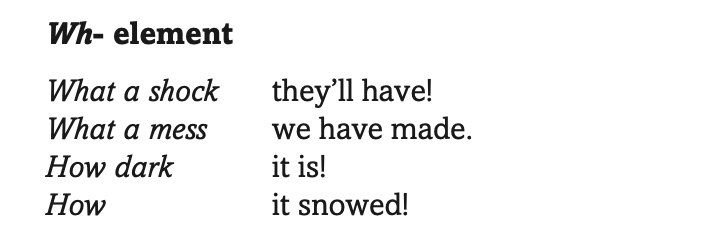 Wh- element
What a shock they’ll have!
What a mess we have made.
How dark it is!
How it snowed!